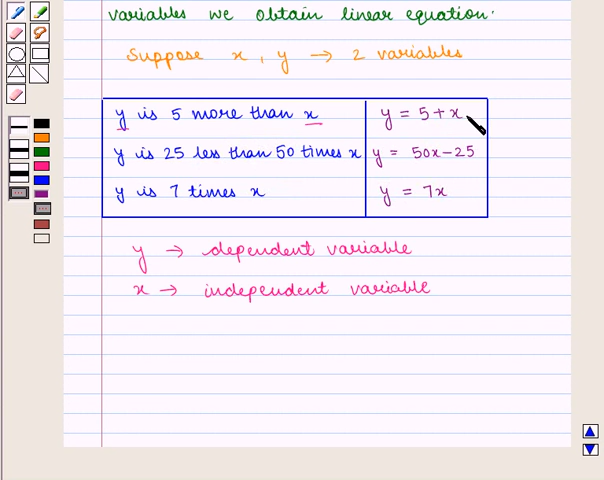 variables we obtain linear equation.
Suppose x, y → 2 variables
y is 5 more than x y = 5 + x
y is 25 less than 50 times x y = 50x - 25
y is 7 times x y = 7x
y → dependent variable
x → independent variable